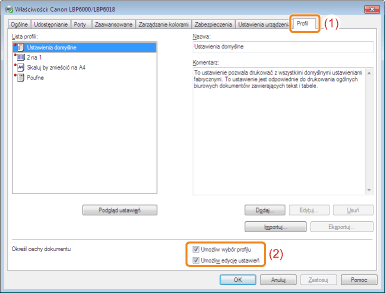 Właściwości: Canon LBP6000/LBP6018
Ogólne Udostępnianie Porty Zaawansowane Zarządzanie kolorami Zabezpieczenia Ustawienia urządzenia Profil (1)
Lista profili:
Ustawienia domyślne
2 na 1
Skaluj by zmieścić na A4
Poufne
Nazwa:
Ustawienia domyślne
Komentarz:
To ustawienie pozwala drukować z wszystkimi domyślnymi ustawieniami
fabrycznymi. To ustawienie jest odpowiednie do drukowania ogólnych
biurowych dokumentów zawierających tekst i tabele.
Podgląd ustawień
Dodaj... Edytuj... Usuń
Importuj... Eksportuj...
Określ cechy dokumentu
Umożliw wybór profilu
Umożliw edycję ustawień
(2)
OK Anuluj Zastosuj Pomoc